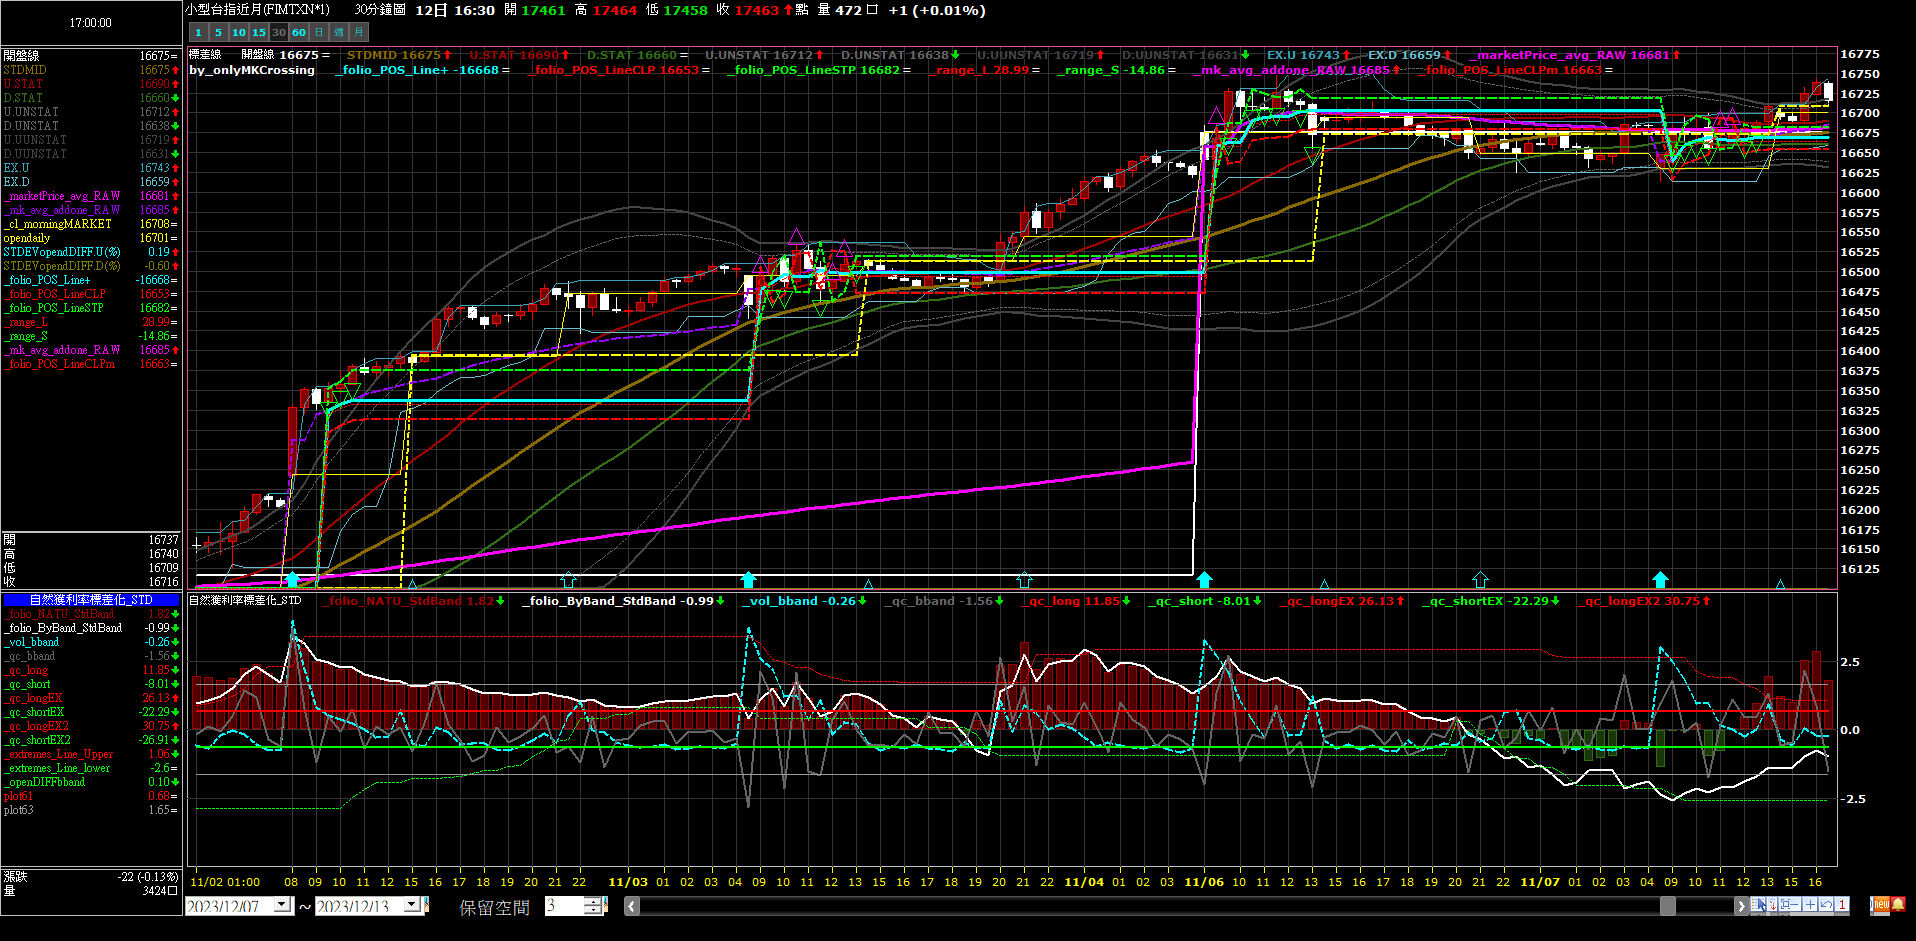 17:00:00
小型台指近月(FIMTXN*1) 30分鐘圖 12日 16:30 開 17461 高 17464 低 17458 收 17463 點 量 472口 +1 (+0.01%)
1 5 10 15 30 60 日 週 月
標差線 開盤線 16675 = STDMID 16675 U.STAT 16690 D.STAT 16660 = U.UNSTAT 16712 D.UNSTAT 16638 U.UUNSTAT 16719 D.UUNSTAT 16631 EX.U 16743 EX.D 16659 _marketPrice_avg_RAW 16681
by_onlyMKCrossing _folio_POS_Line+ -16668 = _folio_POS_LineCLP 16653 = _folio_POS_LineSTP 16682 = _range_L 28.99 = _range_S -14.86 = _mk_avg_addone_RAW 16685 _folio_POS_LineCLPm 16663 =
開盤線 16675=
STDMID 16675
U.STAT 16690
D.STAT 16660
U.UNSTAT 16712
D.UNSTAT 16638
U.UUNSTAT 16719
D.UUNSTAT 16631
EX.U 16743
EX.D 16659
_marketPrice_avg_RAW 16681
_mk_avg_addona_RAW 16685
_cl_morningMARKET 16708=
opendaily 16701=
STDEVopendDIFF.U(%) 0.19
STDEVopendDIFF.D(%) -0.60
_folio_POS_Line+ -16668=
_folio_POS_LineCLP 16653=
_folio_POS_LineSTP 16682=
_range_L 28.99=
_range_S -14.86=
_mk_avg_addona_RAW 16685
_folio_POS_LineCLPm 16663=
開 16737
高 16740
低 16709
收 16716
16775
16750
16725
16700
16675
16650
16625
16600
16575
16550
16525
16500
16475
16450
16425
16400
16375
16350
16325
16300
16275
16250
16225
16200
16175
16150
16125
自然獲利率標差化_STD
_folio_NATU_StdBand 1.82
_folio_ByBand_StdBand -0.99
_vol_bband -0.26
_qc_bband -1.56
_qc_long 11.85
_qc_short -8.01
_qc_longEX 26.13
_qc_shortEX -22.29
_qc_longEX2 30.75
_qc_shortEX2 -26.91
_extremes_Line_Upper 1.06
_extremes_Line_lower -2.6=
_openDIFFbband 0.10
plot61 0.68=
plot63 1.65=
自然獲利率標差化_STD _folio_NATU_StdBand 1.82 _folio_ByBand_StdBand -0.99 _vol_bband -0.26 _qc_bband -1.56 _qc_long 11.85 _qc_short -8.01 _qc_longEX 26.13 _qc_shortEX -22.29 _qc_longEX2 30.75
2.5
0.0
-2.5
漲跌 -22 (-0.13%)
量 3424口
11/02 01:00 08 09 10 11 12 15 16 17 18 19 20 21 22 11/03 01 02 03 04 09 10 11 12 13 15 17 18 19 20 21 22 11/04 01 02 03 11/06 10 11 12 15 16 17 18 19 20 21 22 11/07 01 02 03 04 09 10 11 12 13 15 16
2023/12/07 ~ 2023/12/13 保留空間 3
1 new